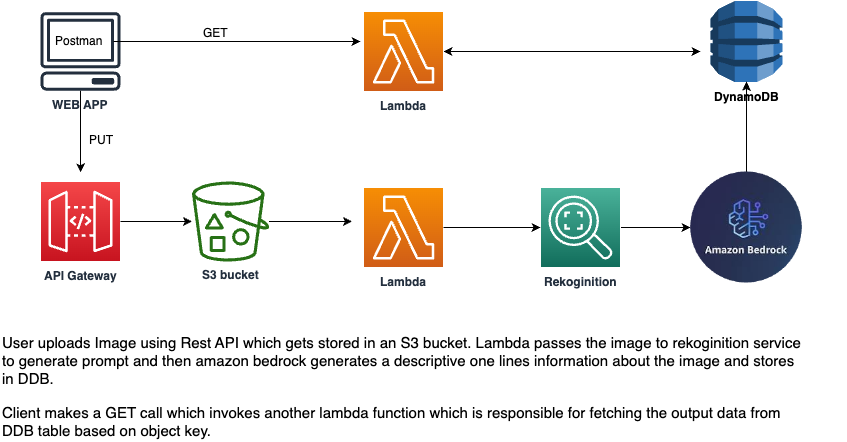 Postman
GET
WEB APP
Lambda
DynamoDB
PUT
</>
API Gateway
S3 bucket
Lambda
Rekoginition
Amazon Bedrock
User uploads Image using Rest API which gets stored in an S3 bucket. Lambda passes the image to rekoginition service
to generate prompt and then amazon bedrock generates a descriptive one lines information about the image and stores
in DDB.
Client makes a GET call which invokes another lambda function which is responsible for fetching the output data from
DDB table based on object key.